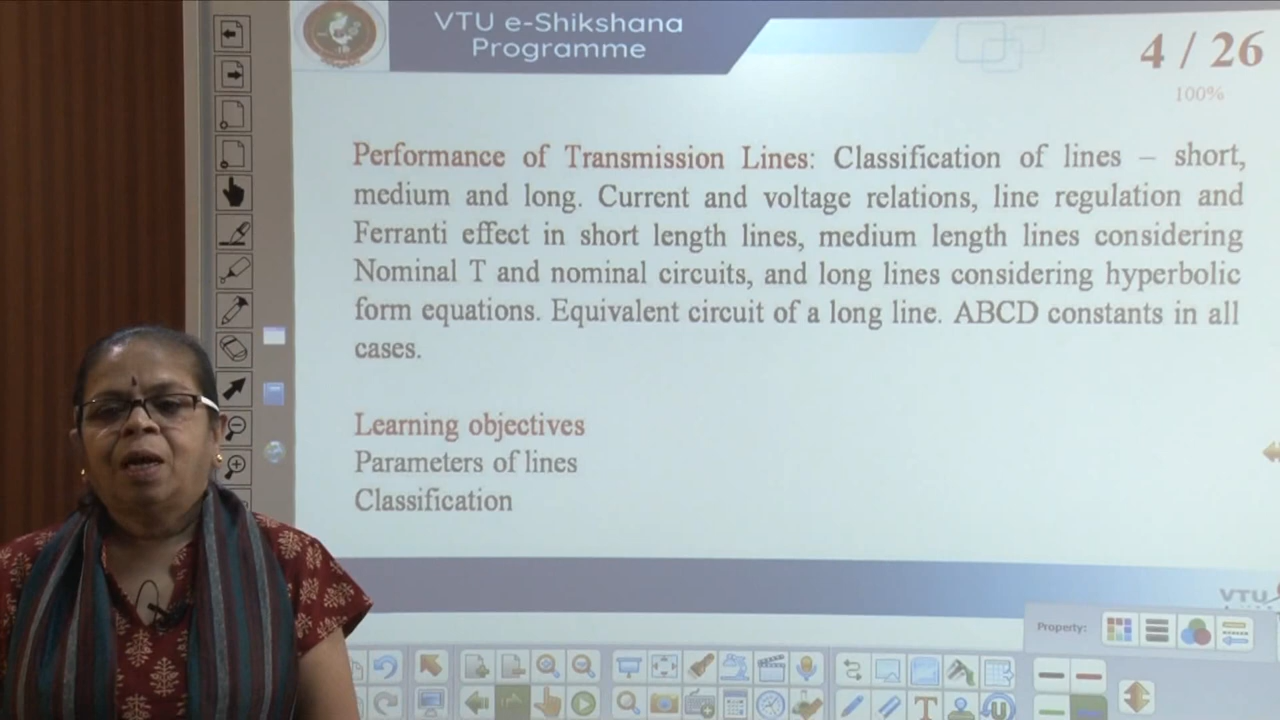 VTU e-Shikshana
Programme
4 / 26
100%
Performance of Transmission Lines: Classification of lines – short,
medium and long. Current and voltage relations, line regulation and
Ferranti effect in short length lines, medium length lines considering
Nominal T and nominal circuits, and long lines considering hyperbolic
form equations. Equivalent circuit of a long line. ABCD constants in all
cases.
Learning objectives
Parameters of lines
Classification
VTU
Property: